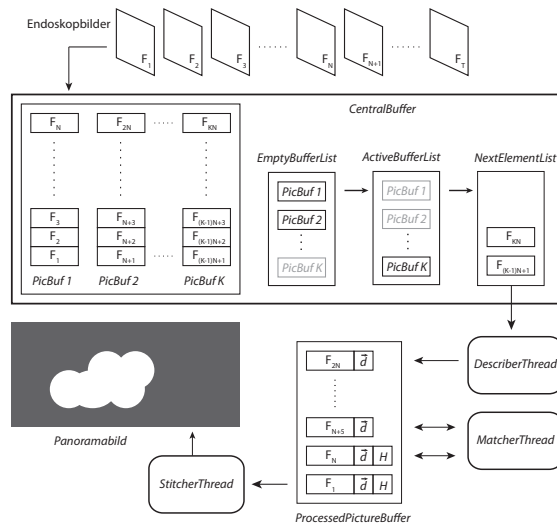 Endoskopbilder
F1 F2 F3 ...... FN FN+1 ...... FT
CentralBuffer
FN F2N ..... FKN
F3 FN+3 F(K-1)N+3
F2 FN+2 F(K-1)N+2
F1 FN+1 ..... F(K-1)N+1
PicBuf 1 PicBuf 2 PicBuf K
EmptyBufferList
PicBuf 1
PicBuf 2
PicBuf K
ActiveBufferList
PicBuf 1
PicBuf 2
PicBuf K
NextElementList
FKN
F(K-1)N+1
DescriberThread
MatcherThread
F2N d⃗
FN+5 d⃗
FN d⃗ H
F1 d⃗ H
ProcessedPictureBuffer
StitcherThread
Panoramabild